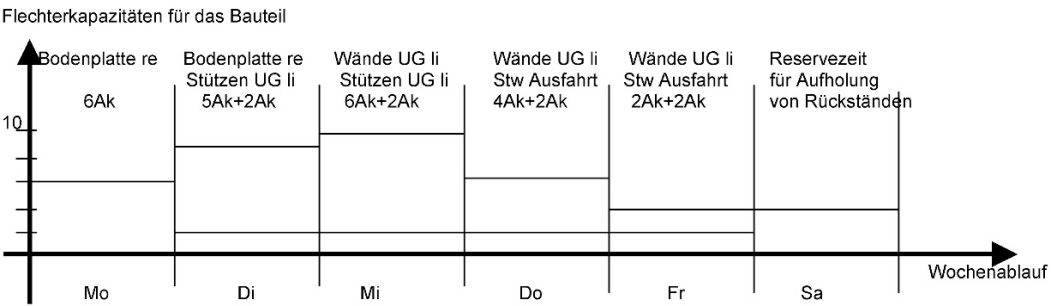 Flechterkapazitäten für das Bauteil
Bodenplatte re
6Ak
Bodenplatte re
Stützen UG li
5Ak+2Ak
Wände UG li
Stützen UG li
6Ak+2Ak
Wände UG li
Stw Ausfahrt
4Ak+2Ak
Wände UG li
Stw Ausfahrt
2Ak+2Ak
Reservezeit
für Aufholung
von Rückständen
10
Wochenablauf
Mo
Di
Mi
Do
Fr
Sa